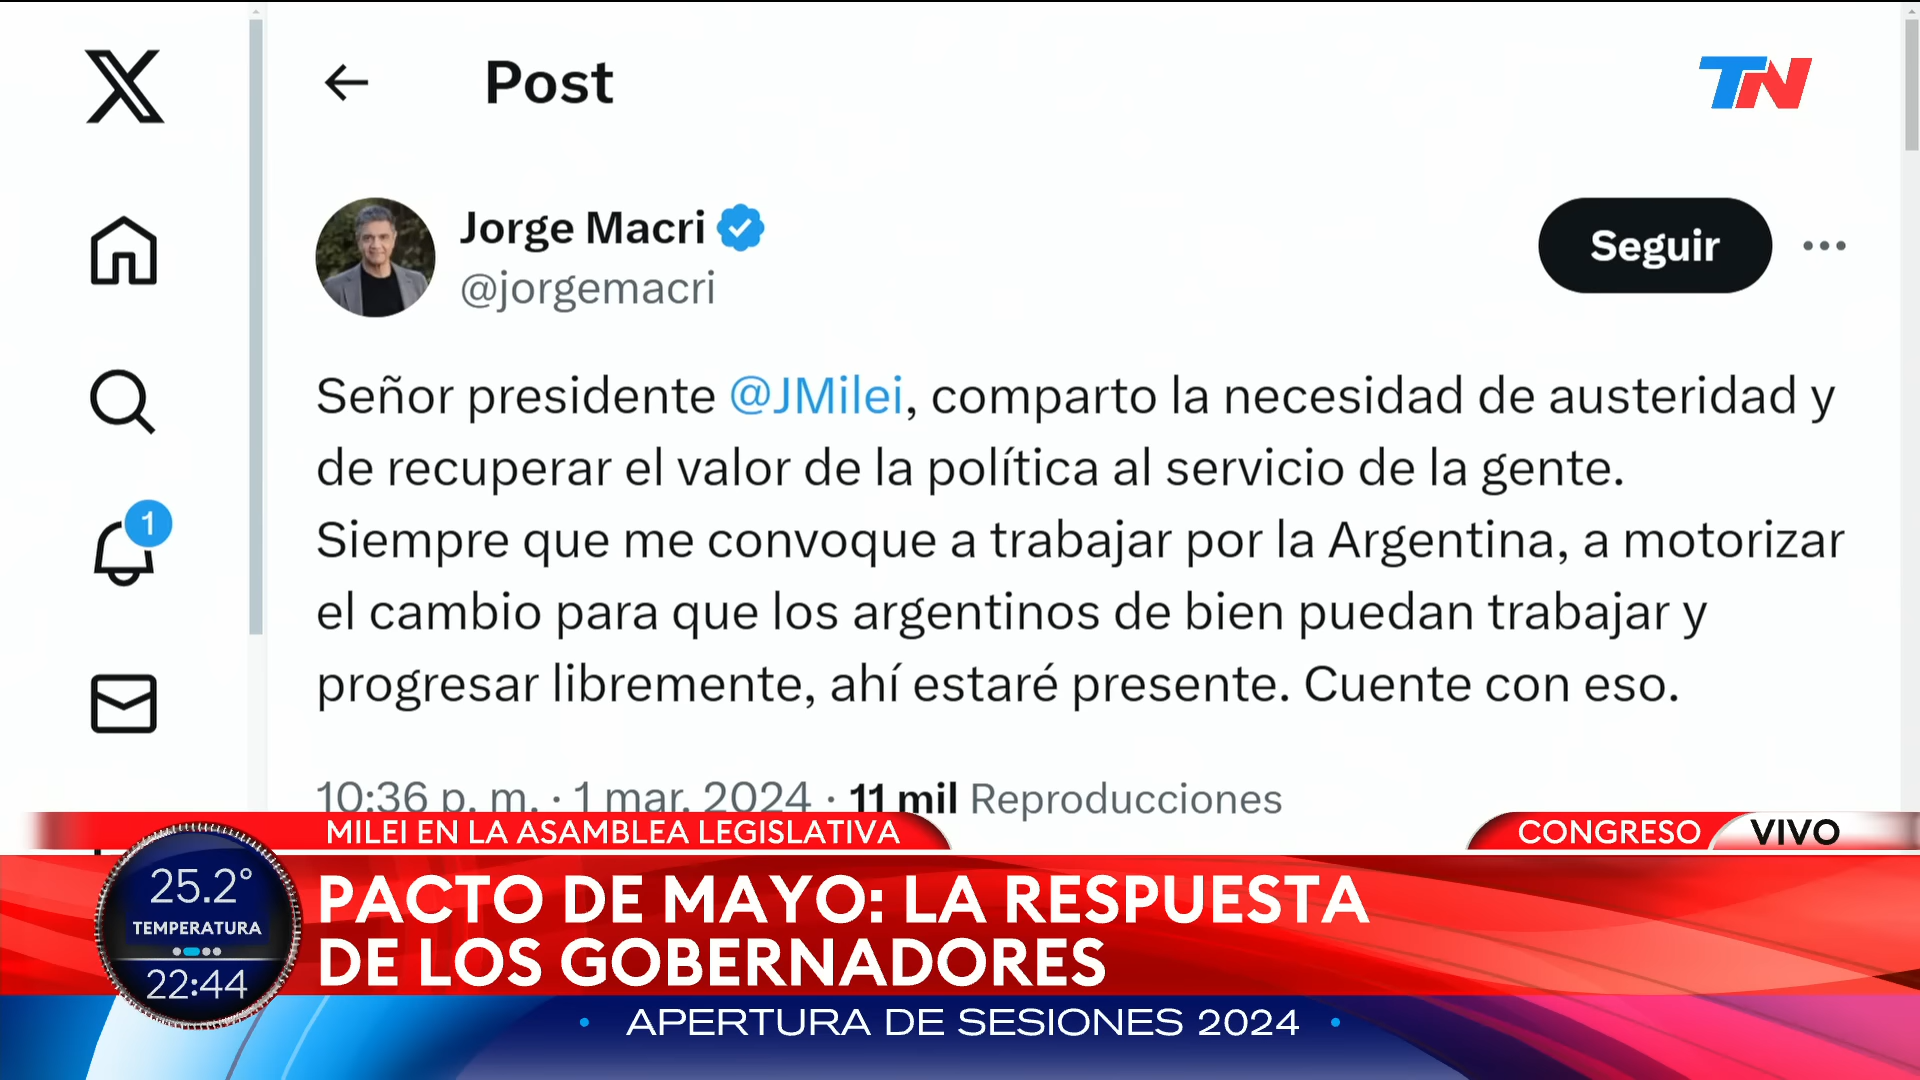 Post
TN
Jorge Macri
@jorgemacri
Seguir
Señor presidente @JMilei, comparto la necesidad de austeridad y
de recuperar el valor de la política al servicio de la gente.
Siempre que me convoque a trabajar por la Argentina, a motorizar
el cambio para que los argentinos de bien puedan trabajar y
progresar libremente, ahí estaré presente. Cuente con eso.
1
10:36 p. m. · 1 mar. 2024 · 11 mil Reproducciones
MILEI EN LA ASAMBLEA LEGISLATIVA
CONGRESO VIVO
25.2°
TEMPERATURA
22:44
PACTO DE MAYO: LA RESPUESTA
DE LOS GOBERNADORES
• APERTURA DE SESIONES 2024 •